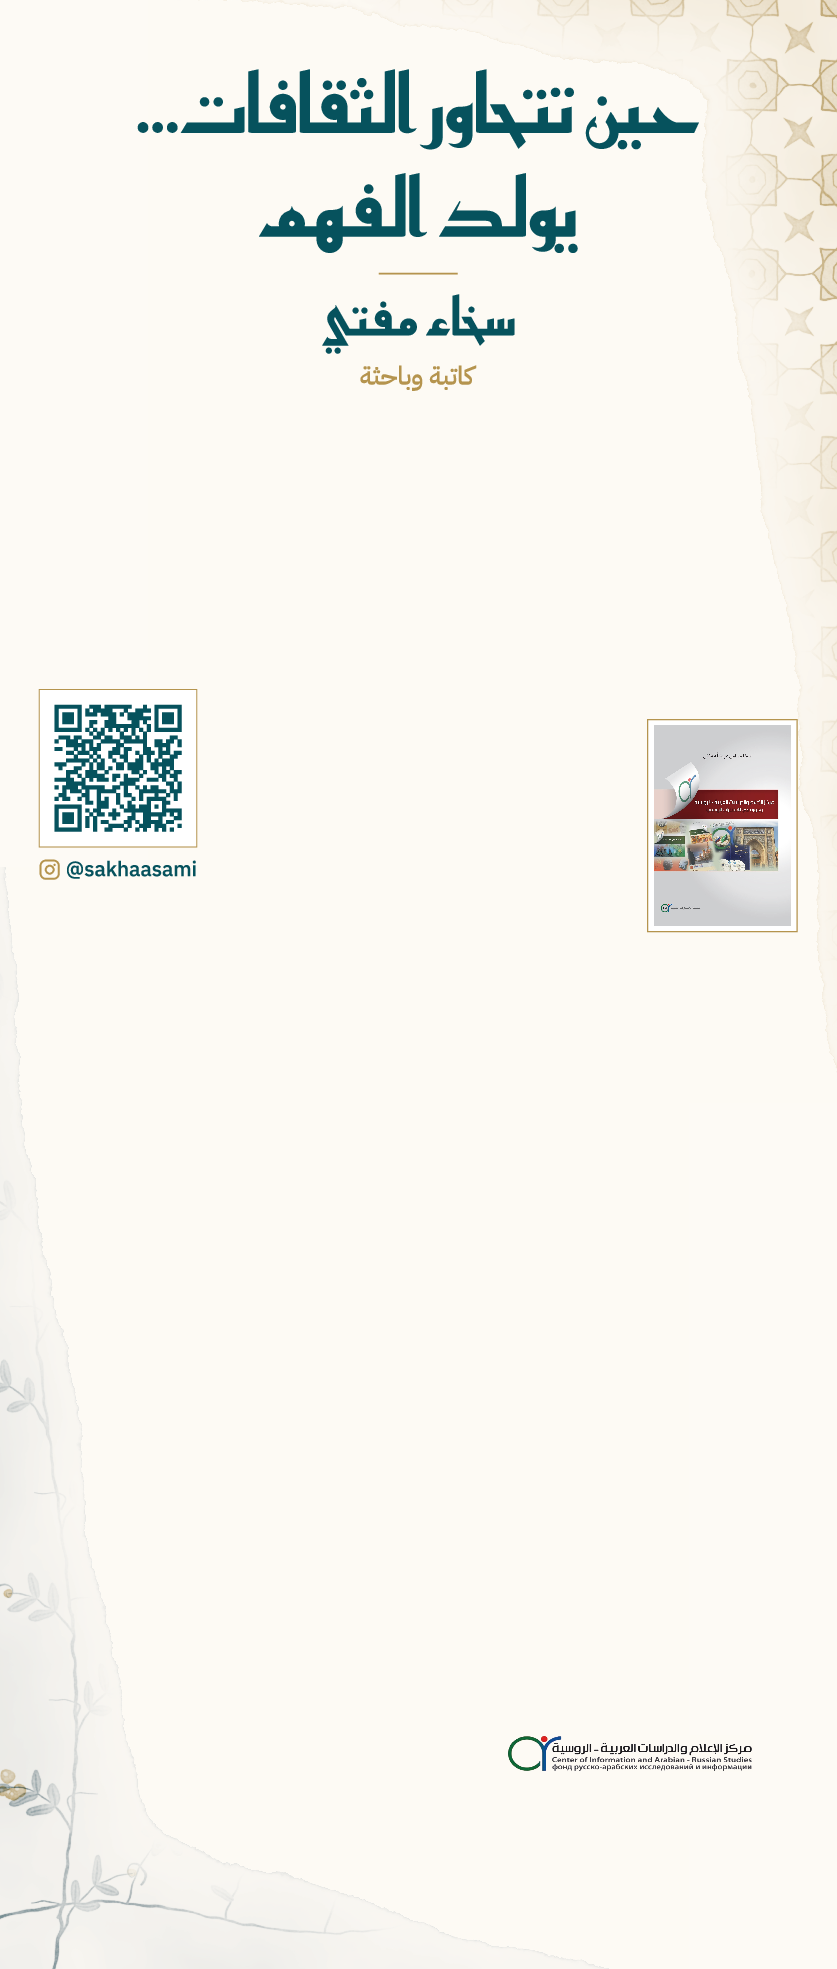 حين تتحاور الثقافات...
يولد الفهم
سخاء مفتي
كاتبة وباحثة
@sakhaasami
مركز الإعلام والدراسات العربية - الروسية
Center of Information and Arabian - Russian Studies
фонд русско-арабских исследований и информации